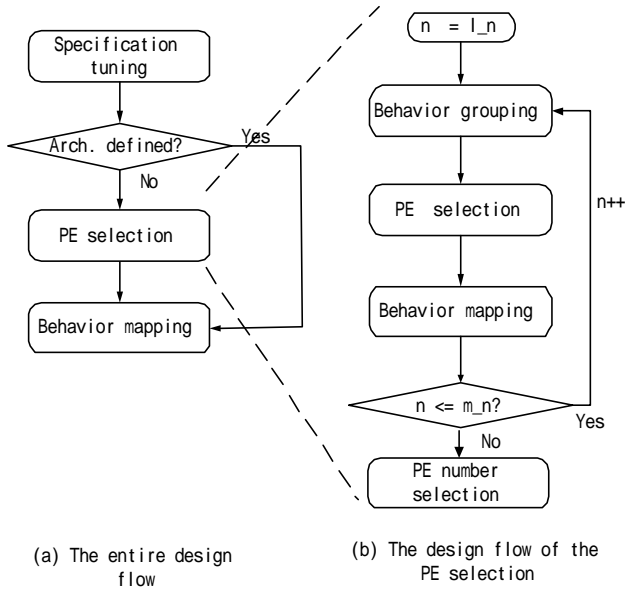 Specification
tuning
Arch. defined?
Yes
No
PE selection
Behavior mapping
(a) The entire design
flow
n = l_n
Behavior grouping
n++
PE selection
Behavior mapping
n <= m_n?
Yes
No
PE number
selection
(b) The design flow of the
PE selection